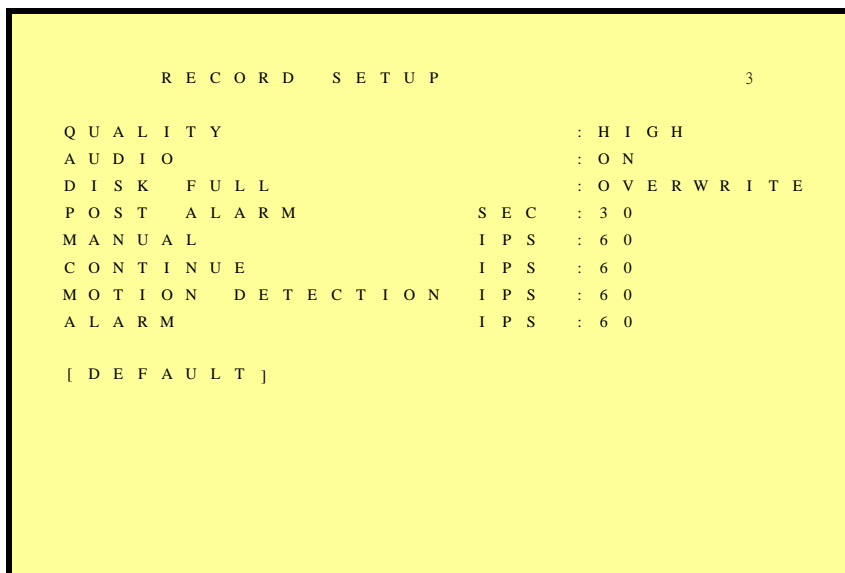 RECORD SETUP 3
QUALITY : HIGH
AUDIO : ON
DISK FULL : OVERWRITE
POST ALARM SEC : 30
MANUAL IPS : 60
CONTINUE IPS : 60
MOTION DETECTION IPS : 60
ALARM IPS : 60
[DEFAULT]